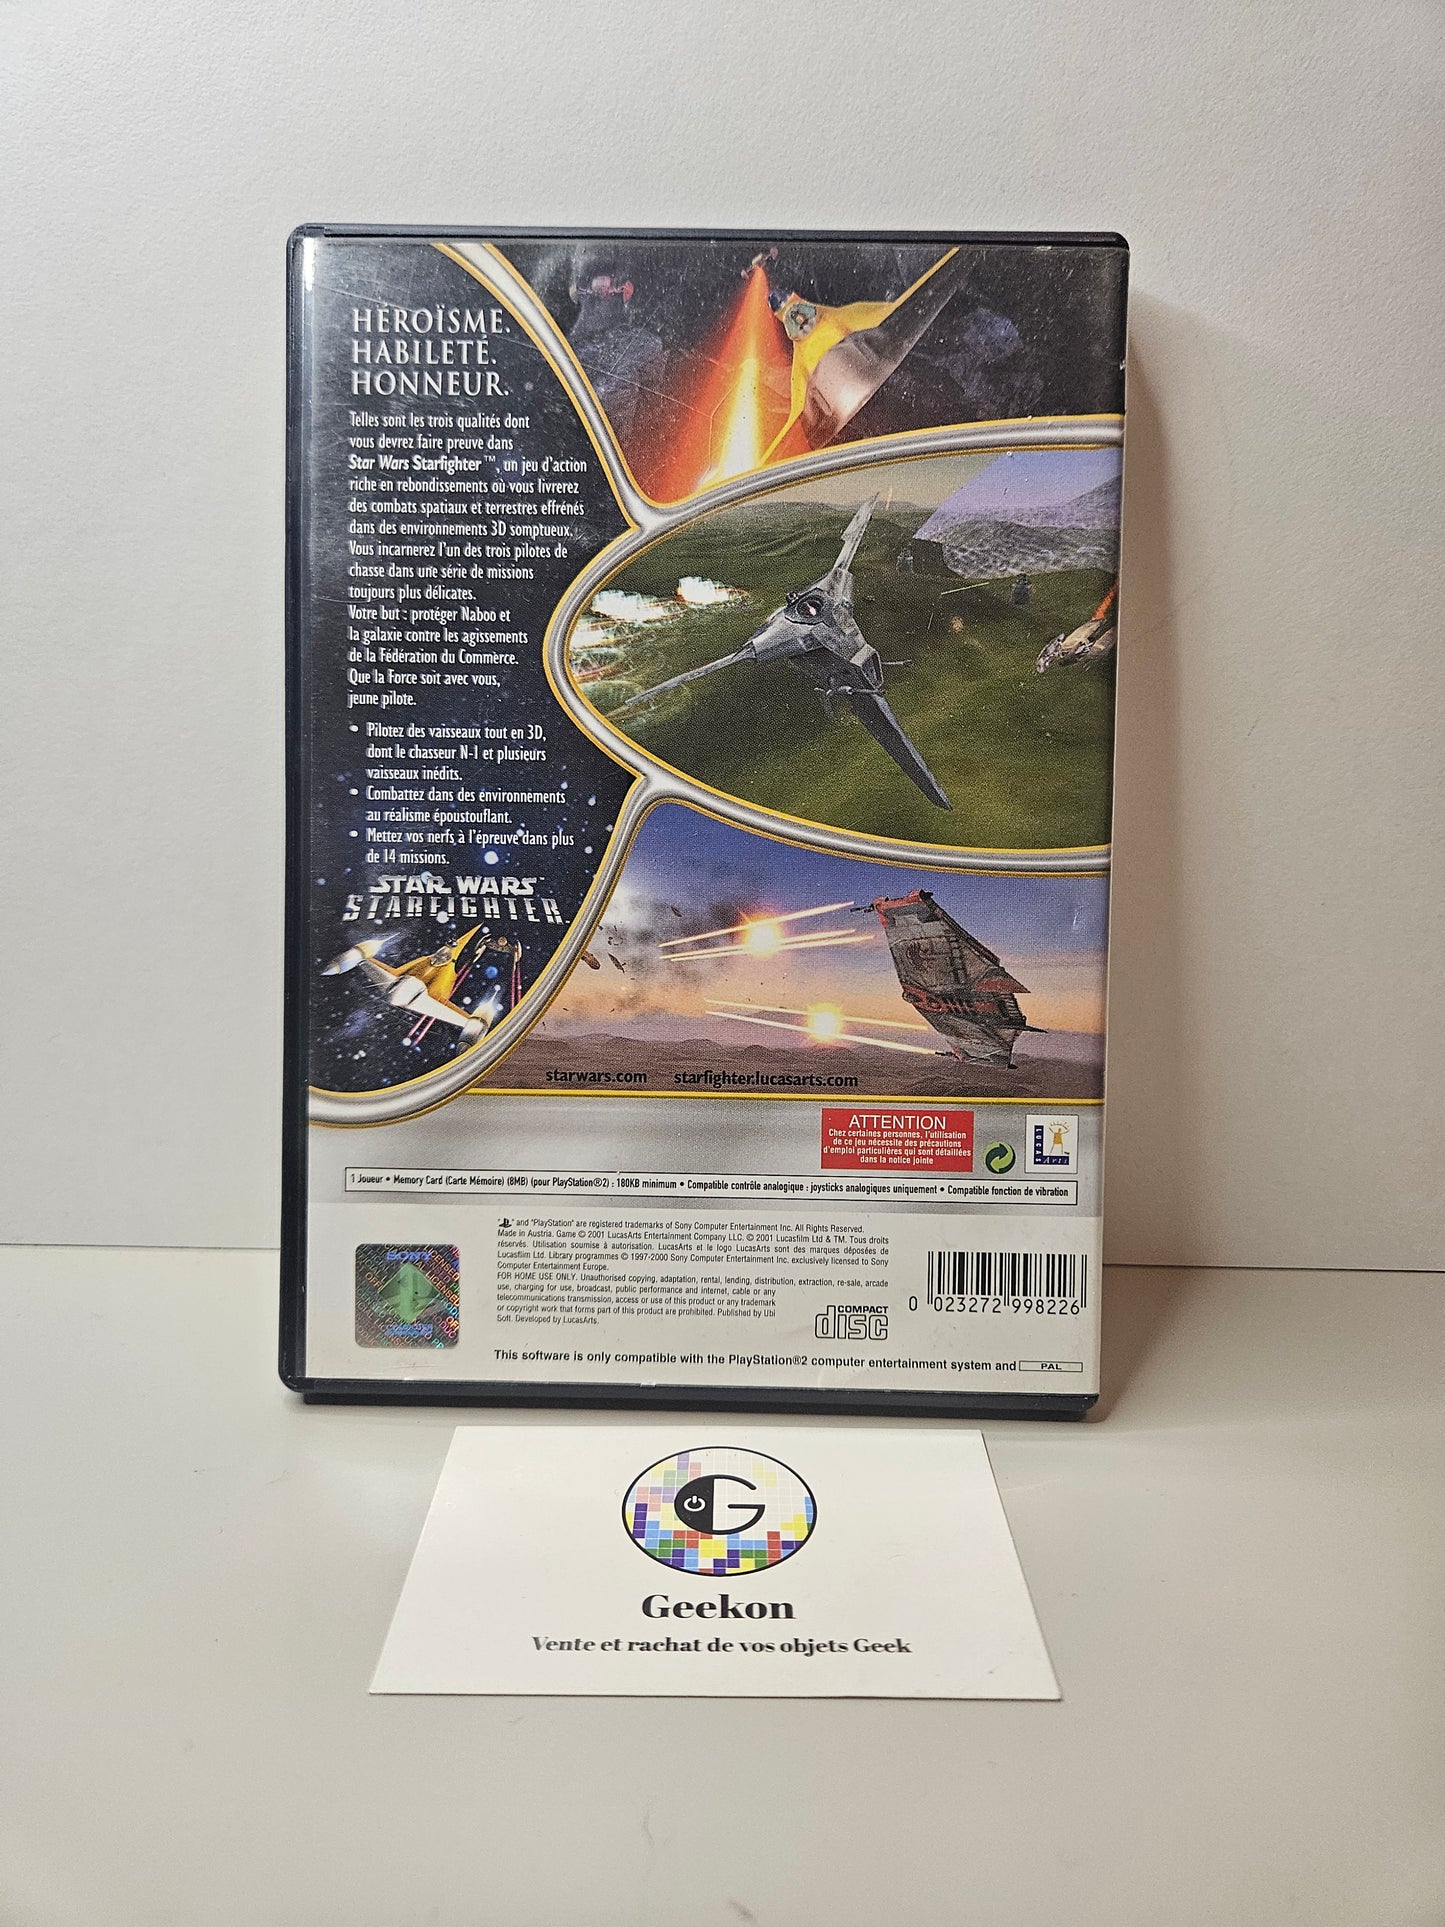 HÉROÏSME.
HABILETÉ.
HONNEUR.
Telles sont les trois qualités dont
vous devrez faire preuve dans
Star Wars Starfighter™, un jeu d'action
riche en rebondissements où vous livrerez
des combats spatiaux et terrestres effrénés
dans des environnements 3D somptueux.
Vous incarnerez l'un des trois pilotes de
chasse dans une série de missions
toujours plus délicates.
Votre but : protéger Naboo et
la galaxie contre les agissements
de la Fédération du Commerce.
Que la Force soit avec vous,
jeune pilote.
• Pilotez des vaisseaux tout en 3D,
dont le chasseur N-1 et plusieurs
vaisseaux inédits.
• Combattez dans des environnements
au réalisme époustouflant.
• Mettez vos nerfs à l'épreuve dans plus
de 14 missions.
STAR WARS™
STARFIGHTER™
starwars.com starfighter.lucasarts.com
ATTENTION
Chez certaines personnes, l'utilisation
de ce jeu nécessite des précautions
d'emploi particulières qui sont détaillées
dans la notice jointe
LUCAS
Arts
1 Joueur • Memory Card (Carte Mémoire) (8MB) (pour PlayStation®2) : 180KB minimum • Compatible contrôle analogique : joysticks analogiques uniquement • Compatible fonction de vibration
" and "PlayStation" are registered trademarks of Sony Computer Entertainment Inc. All Rights Reserved.
Made in Austria. Game © 2001 LucasArts Entertainment Company LLC. © 2001 Lucasfilm Ltd & TM. Tous droits
réservés. Utilisation soumise à autorisation. LucasArts et le logo LucasArts sont des marques déposées de
Lucasfilm Ltd. Library programmes © 1997-2000 Sony Computer Entertainment Inc. exclusively licensed to Sony
Computer Entertainment Europe.
FOR HOME USE ONLY. Unauthorised copying, adaptation, rental, lending, distribution, extraction, re-sale, arcade
use, charging for use, broadcast, public performance and internet, cable or any
telecommunications transmission, access or use of this product or any trademark
or copyright work that forms part of this product are prohibited. Published by Ubi
Soft. Developed by LucasArts.
SONY
COMPACT
disc
0 023272 998226
This software is only compatible with the PlayStation®2 computer entertainment system and PAL
G
Geekon
Vente et rachat de vos objets Geek